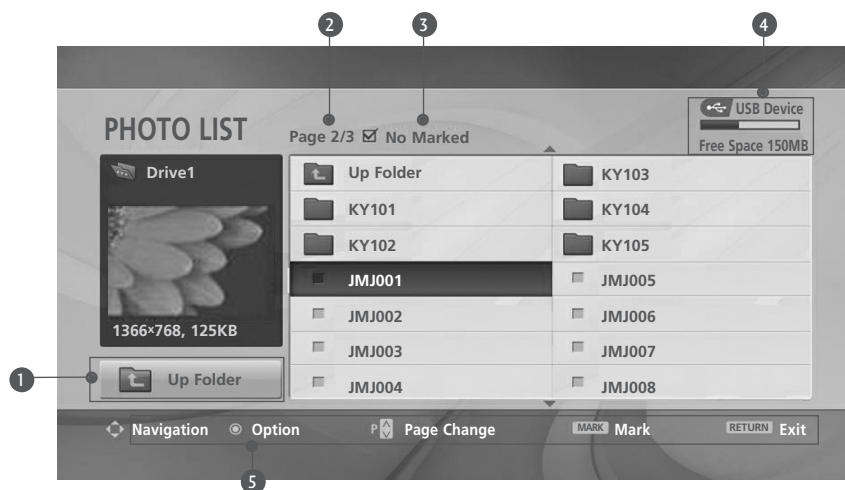 2 3 4
USB Device
PHOTO LIST
Page 2/3 No Marked
Free Space 150MB
Drive1
Up Folder KY103
KY101 KY104
KY102 KY105
JMJ001 JMJ005
JMJ002 JMJ006
1366x768, 125KB
JMJ003 JMJ007
1
Up Folder
JMJ004 JMJ008
Navigation Option P Page Change MARK Mark RETURN Exit
5